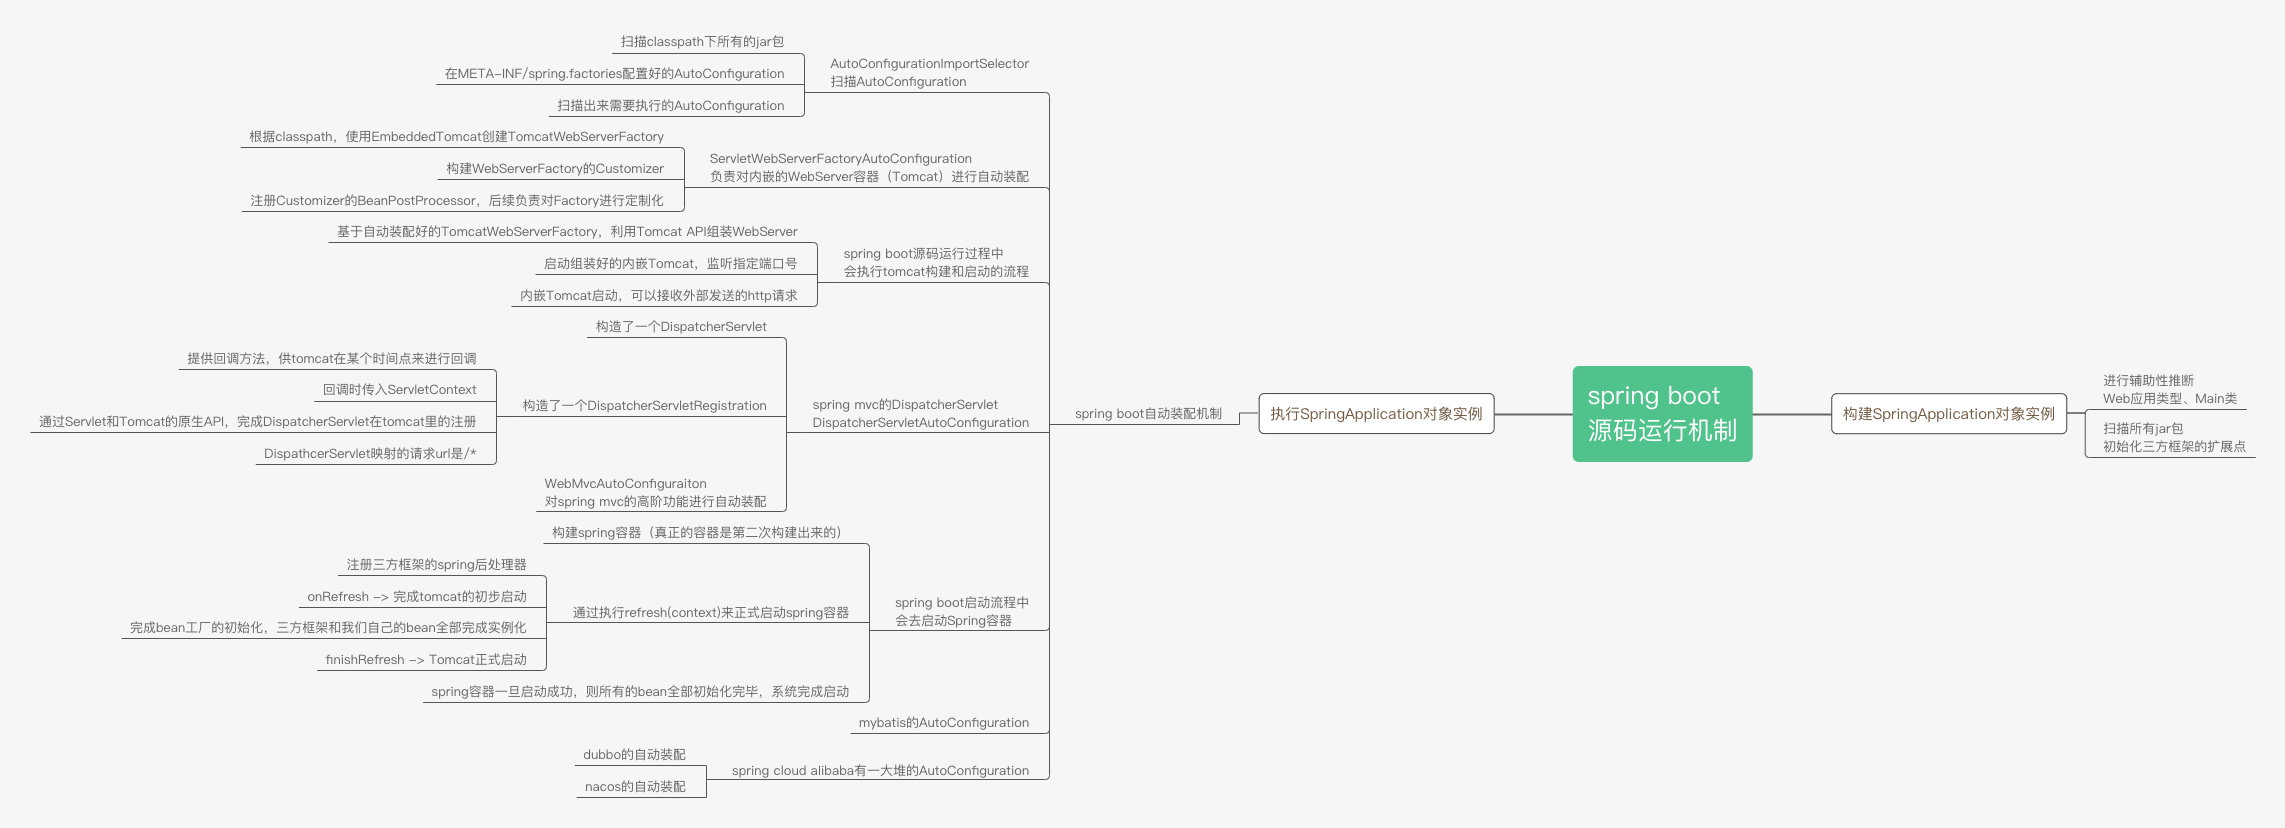 spring boot
源码运行机制
构建SpringApplication对象实例
进行辅助性推断
Web应用类型、Main类
扫描所有jar包
初始化三方框架的扩展点
执行SpringApplication对象实例
spring boot自动装配机制
AutoConfigurationImportSelector
扫描AutoConfiguration
扫描classpath下所有的jar包
在META-INF/spring.factories配置好的AutoConfiguration
扫描出来需要执行的AutoConfiguration
ServletWebServerFactoryAutoConfiguration
负责对内嵌的WebServer容器（Tomcat）进行自动装配
根据classpath，使用EmbeddedTomcat创建TomcatWebServerFactory
构建WebServerFactory的Customizer
注册Customizer的BeanPostProcessor，后续负责对Factory进行定制化
spring boot源码运行过程中
会执行tomcat构建和启动的流程
基于自动装配好的TomcatWebServerFactory，利用Tomcat API组装WebServer
启动组装好的内嵌Tomcat，监听指定端口号
内嵌Tomcat启动，可以接收外部发送的http请求
spring mvc的DispatcherServlet
DispatcherServletAutoConfiguration
构造了一个DispatcherServlet
构造了一个DispatcherServletRegistration
提供回调方法，供tomcat在某个时间点来进行回调
回调时传入ServletContext
通过Servlet和Tomcat的原生API，完成DispatcherServlet在tomcat里的注册
DispathcerServlet映射的请求url是/*
WebMvcAutoConfiguraiton
对spring mvc的高阶功能进行自动装配
spring boot启动流程中
会去启动Spring容器
构建spring容器（真正的容器是第二次构建出来的）
通过执行refresh(context)来正式启动spring容器
注册三方框架的spring后处理器
onRefresh -> 完成tomcat的初步启动
完成bean工厂的初始化，三方框架和我们自己的bean全部完成实例化
finishRefresh -> Tomcat正式启动
spring容器一旦启动成功，则所有的bean全部初始化完毕，系统完成启动
mybatis的AutoConfiguration
spring cloud alibaba有一大堆的AutoConfiguration
dubbo的自动装配
nacos的自动装配